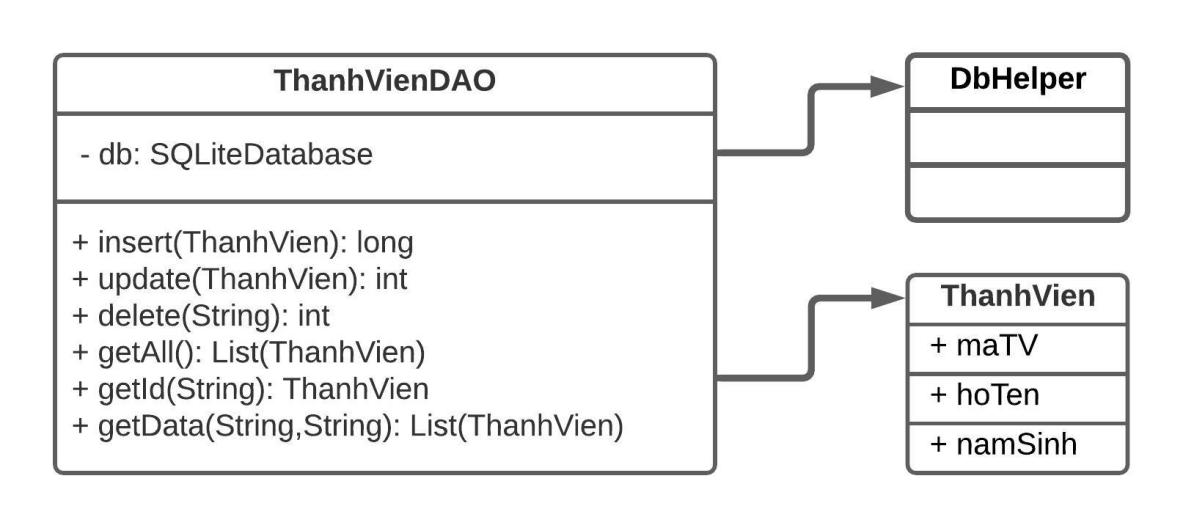 ThanhVienDAO
- db: SQLiteDatabase
+ insert(ThanhVien): long
+ update(ThanhVien): int
+ delete(String): int
+ getAll(): List(ThanhVien)
+ getId(String): ThanhVien
+ getData(String,String): List(ThanhVien)
DbHelper
ThanhVien
+ maTV
+ hoTen
+ namSinh